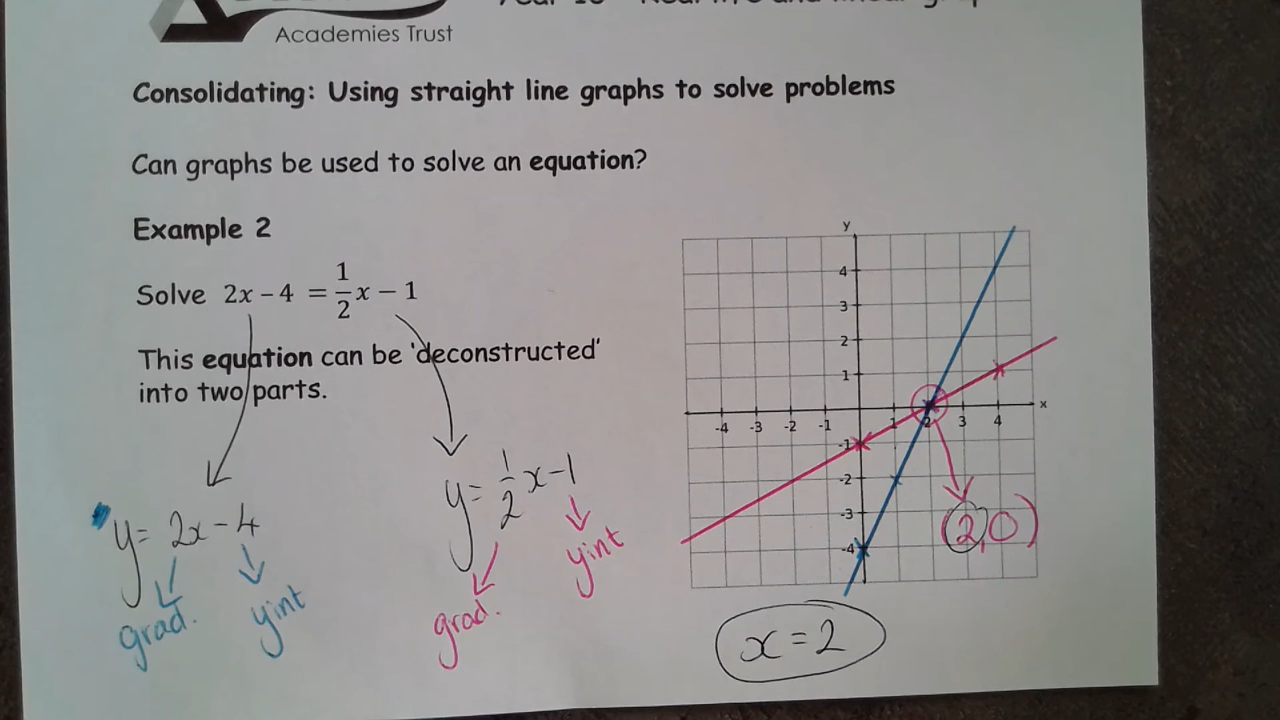 Academies Trust
Consolidating: Using straight line graphs to solve problems
Can graphs be used to solve an equation?
Example 2
Solve 2x – 4 = 1/2 x – 1
This equation can be 'deconstructed'
into two parts.
y = 2x – 4
grad.
yint
y = 1/2 x – 1
grad.
yint
y
4
3
2
1
-4 -3 -2 -1 1 2 3 4 x
-1
-2
-3
-4
(2,0)
x = 2